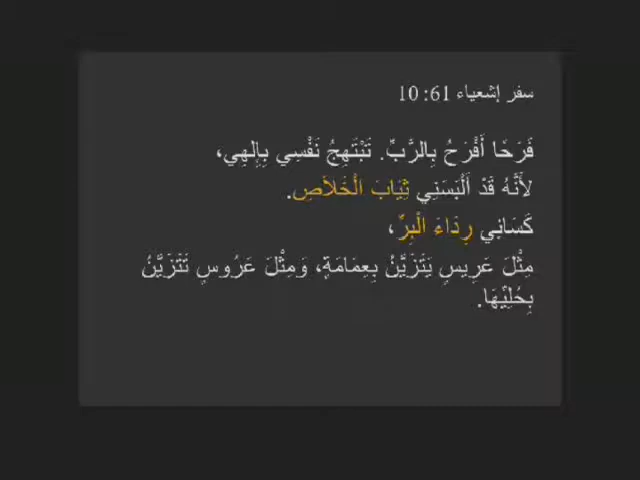 سفر إشعياء 61: 10
فَرَحًا أَفْرَحُ بِالرَّبِّ. تَبْتَهِجُ نَفْسِي بِإِلهِي،
لأَنَّهُ قَدْ أَلْبَسَنِي ثِيَابَ الْخَلاَصِ.
كَسَانِي رِدَاءَ الْبِرِّ،
مِثْلَ عَرِيسٍ يَتَزَيَّنُ بِعِمَامَةٍ، وَمِثْلَ عَرُوسٍ تَتَزَيَّنُ
بِحُلِيِّهَا.